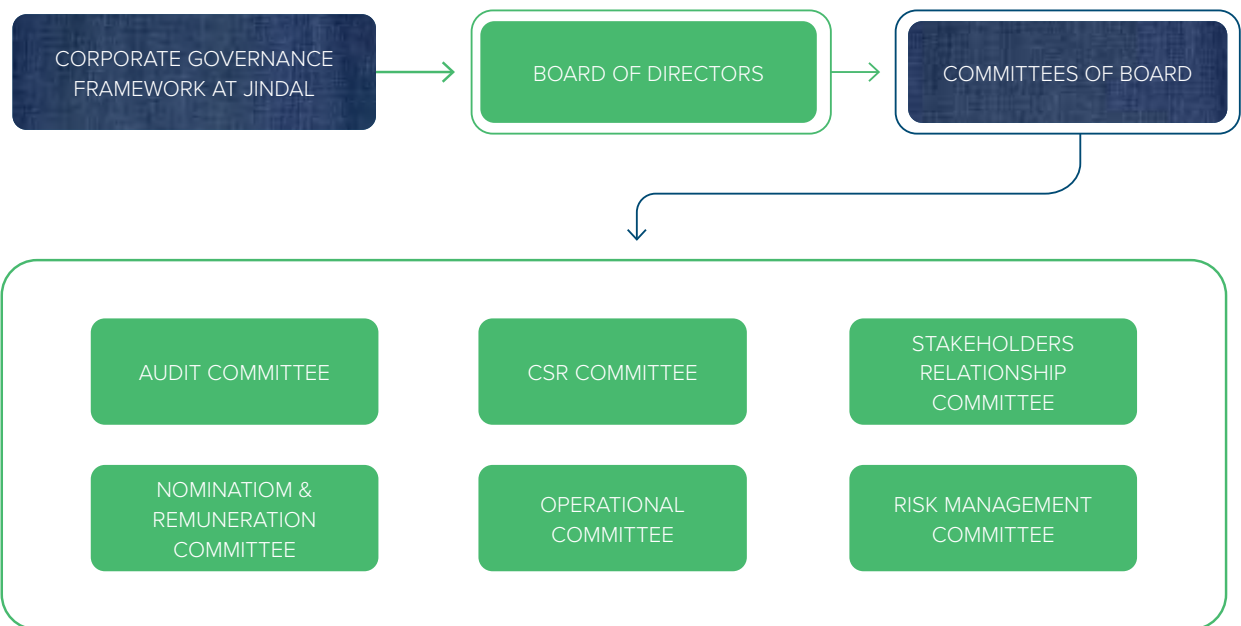 CORPORATE GOVERNANCE
FRAMEWORK AT JINDAL
BOARD OF DIRECTORS
COMMITTEES OF BOARD
AUDIT COMMITTEE
CSR COMMITTEE
STAKEHOLDERS
RELATIONSHIP
COMMITTEE
NOMINATIOM &
REMUNERATION
COMMITTEE
OPERATIONAL
COMMITTEE
RISK MANAGEMENT
COMMITTEE